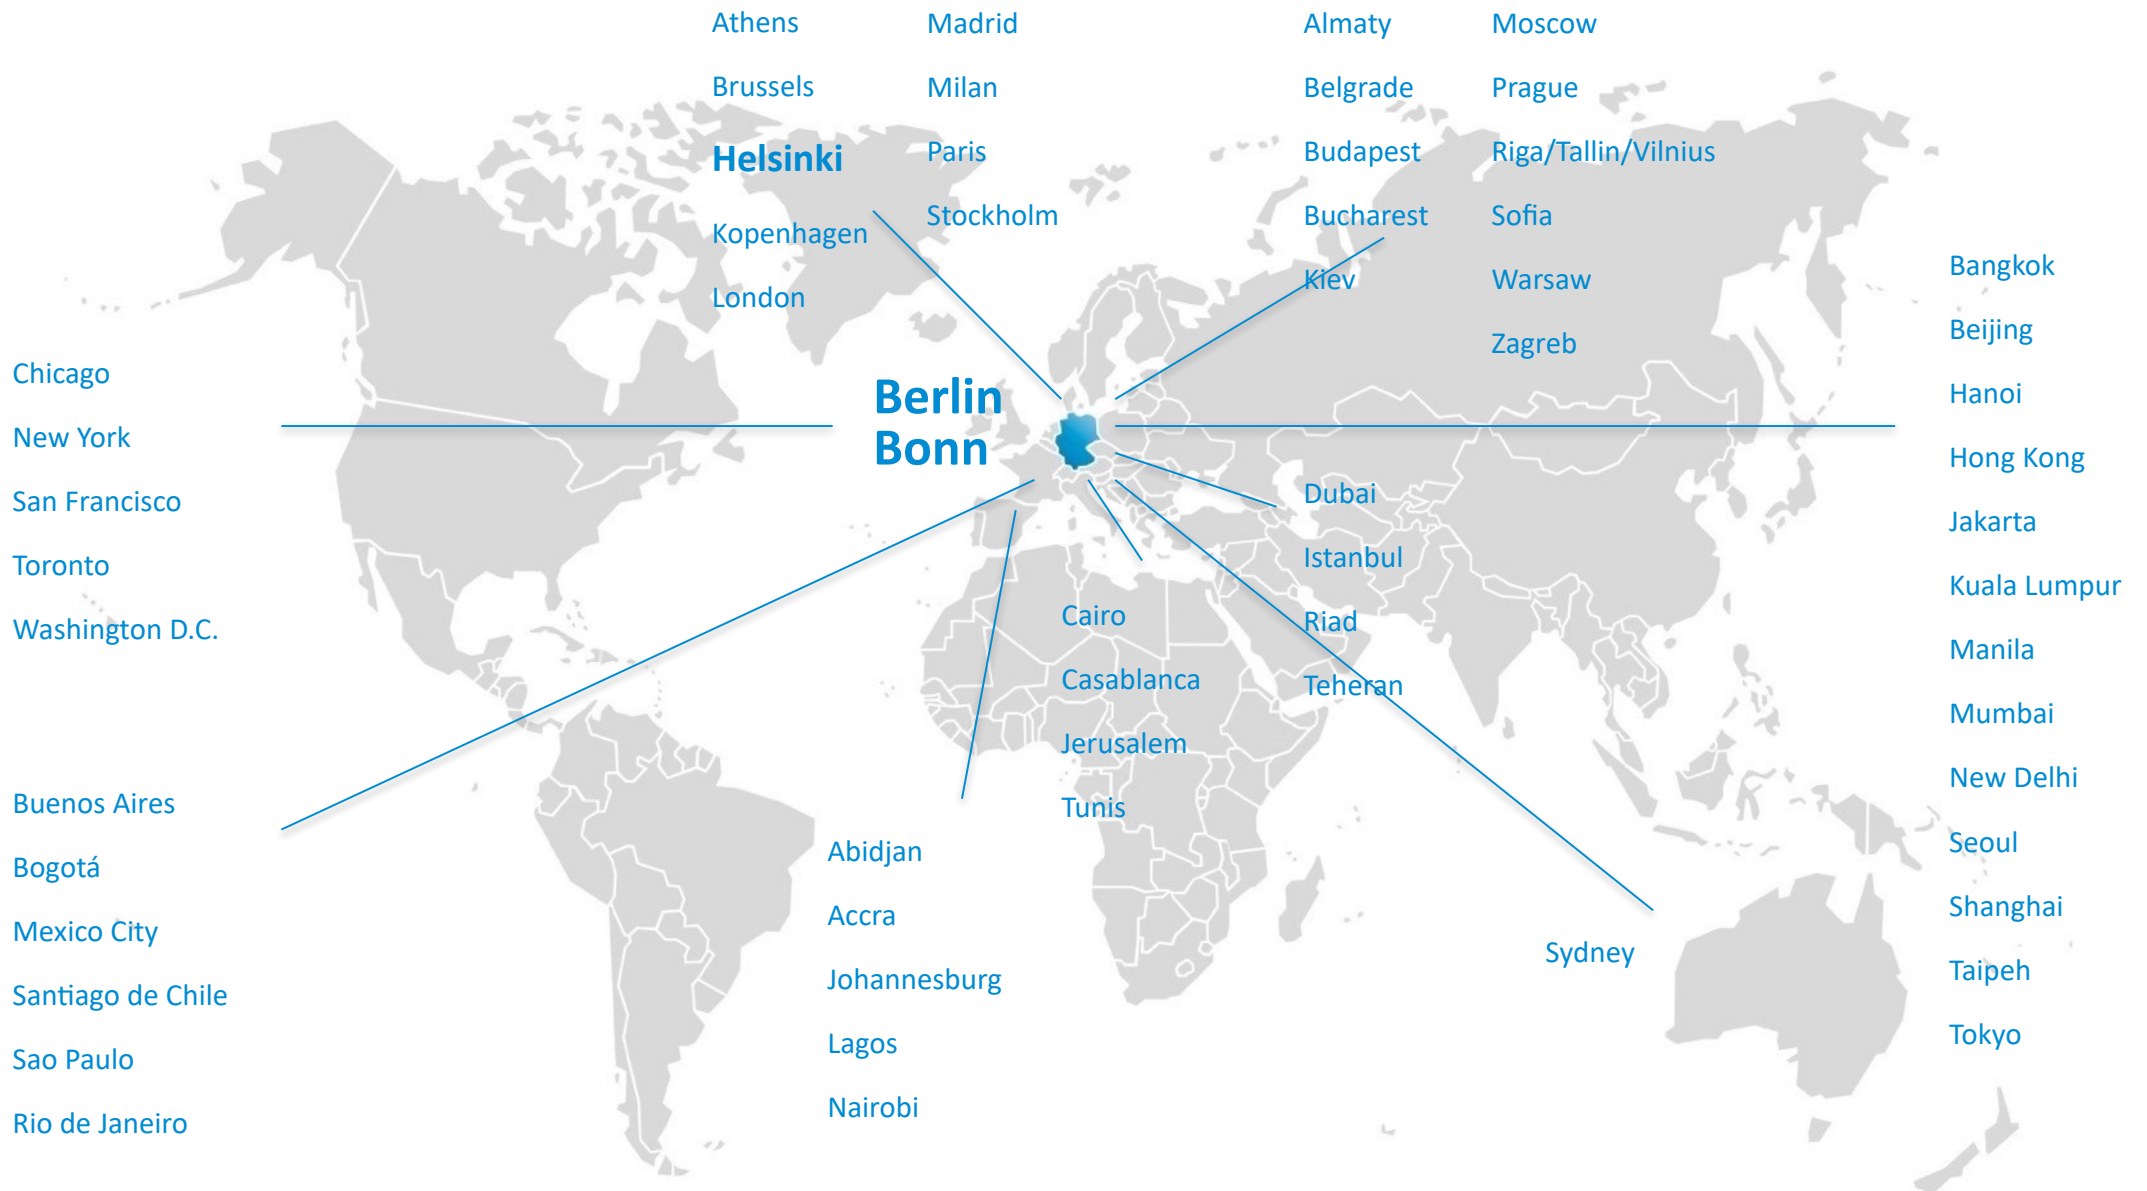 Athens
Brussels
Helsinki
Kopenhagen
London
Madrid
Milan
Paris
Stockholm
Almaty
Belgrade
Budapest
Bucharest
Kiev
Moscow
Prague
Riga/Tallin/Vilnius
Sofia
Warsaw
Zagreb
Chicago
New York
San Francisco
Toronto
Washington D.C.
Berlin
Bonn
Bangkok
Beijing
Hanoi
Hong Kong
Jakarta
Kuala Lumpur
Manila
Mumbai
New Delhi
Seoul
Shanghai
Taipeh
Tokyo
Dubai
Istanbul
Riad
Teheran
Cairo
Casablanca
Jerusalem
Tunis
Buenos Aires
Bogotá
Mexico City
Santiago de Chile
Sao Paulo
Rio de Janeiro
Abidjan
Accra
Johannesburg
Lagos
Nairobi
Sydney